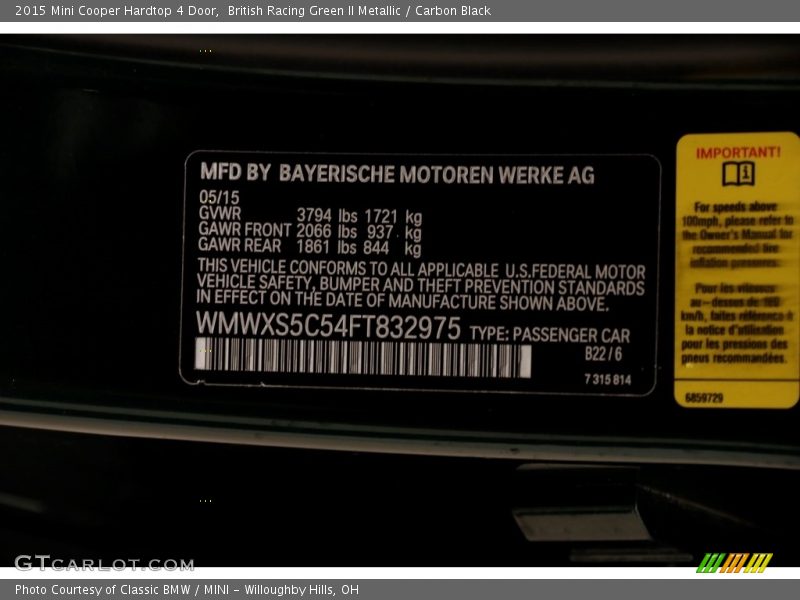 2015 Mini Cooper Hardtop 4 Door,  British Racing Green II Metallic / Carbon Black
MFD BY BAYERISCHE MOTOREN WERKE AG
05/15
GVWR 3794 lbs 1721 kg
GAWR FRONT 2066 lbs 937 kg
GAWR REAR 1861 lbs 844 kg
THIS VEHICLE CONFORMS TO ALL APPLICABLE U.S.FEDERAL MOTOR
VEHICLE SAFETY, BUMPER AND THEFT PREVENTION STANDARDS
IN EFFECT ON THE DATE OF MANUFACTURE SHOWN ABOVE.
WMWXS5C54FT832975 TYPE: PASSENGER CAR
B22 / 6
7 315 814
IMPORTANT!
For speeds above
100mph, please refer to
the Owner's Manual for
recommended tire
inflation pressures.
Pour les vitesses
au-dessus de 160
km/h, faites référence à
la notice d'utilisation
pour les pressions des
pneus recommandées.
6859729
GTCARLOT.COM
Photo Courtesy of Classic BMW / MINI - Willoughby Hills, OH